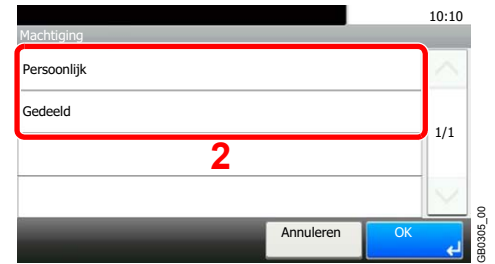 10:10
Machtiging
Persoonlijk
Gedeeld
1/1
2
Annuleren
OK
GB0305_00